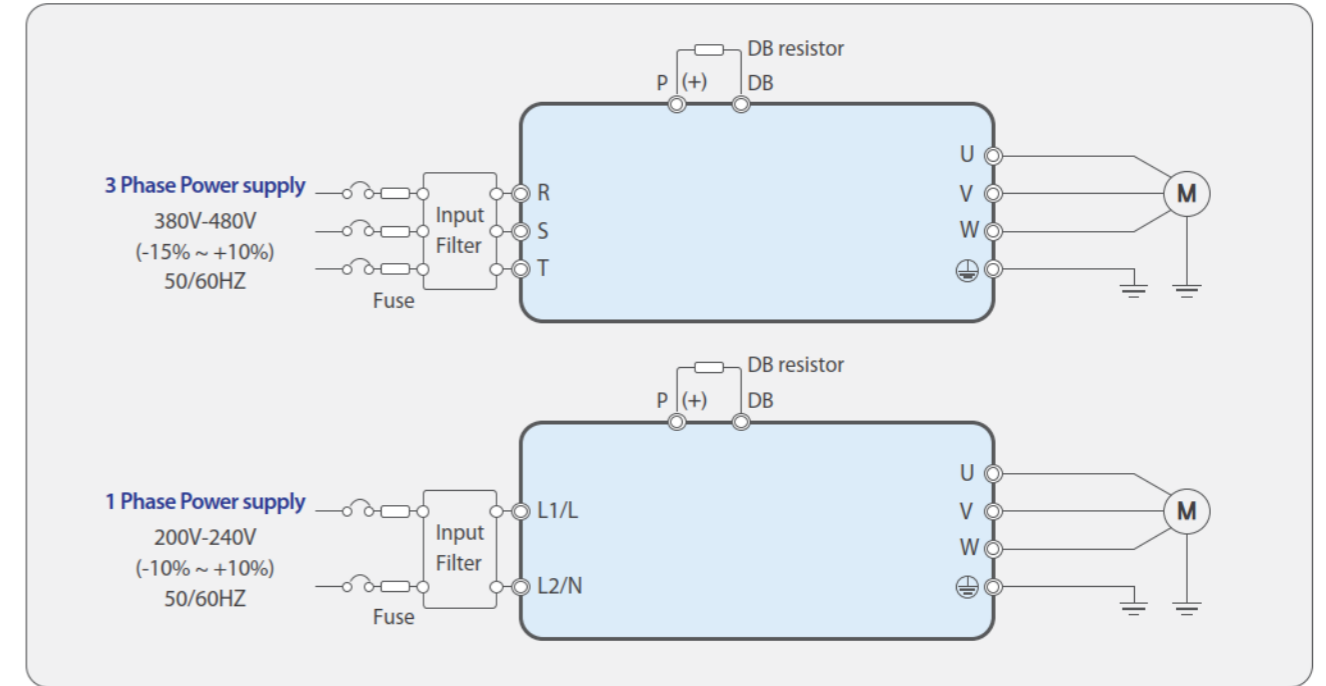 DB resistor
P (+) DB
3 Phase Power supply
380V-480V
(-15% ~ +10%)
50/60HZ
Fuse
Input
Filter
R
S
T
U
V
W
M
DB resistor
P (+) DB
1 Phase Power supply
200V-240V
(-10% ~ +10%)
50/60HZ
Fuse
Input
Filter
L1/L
L2/N
U
V
W
M